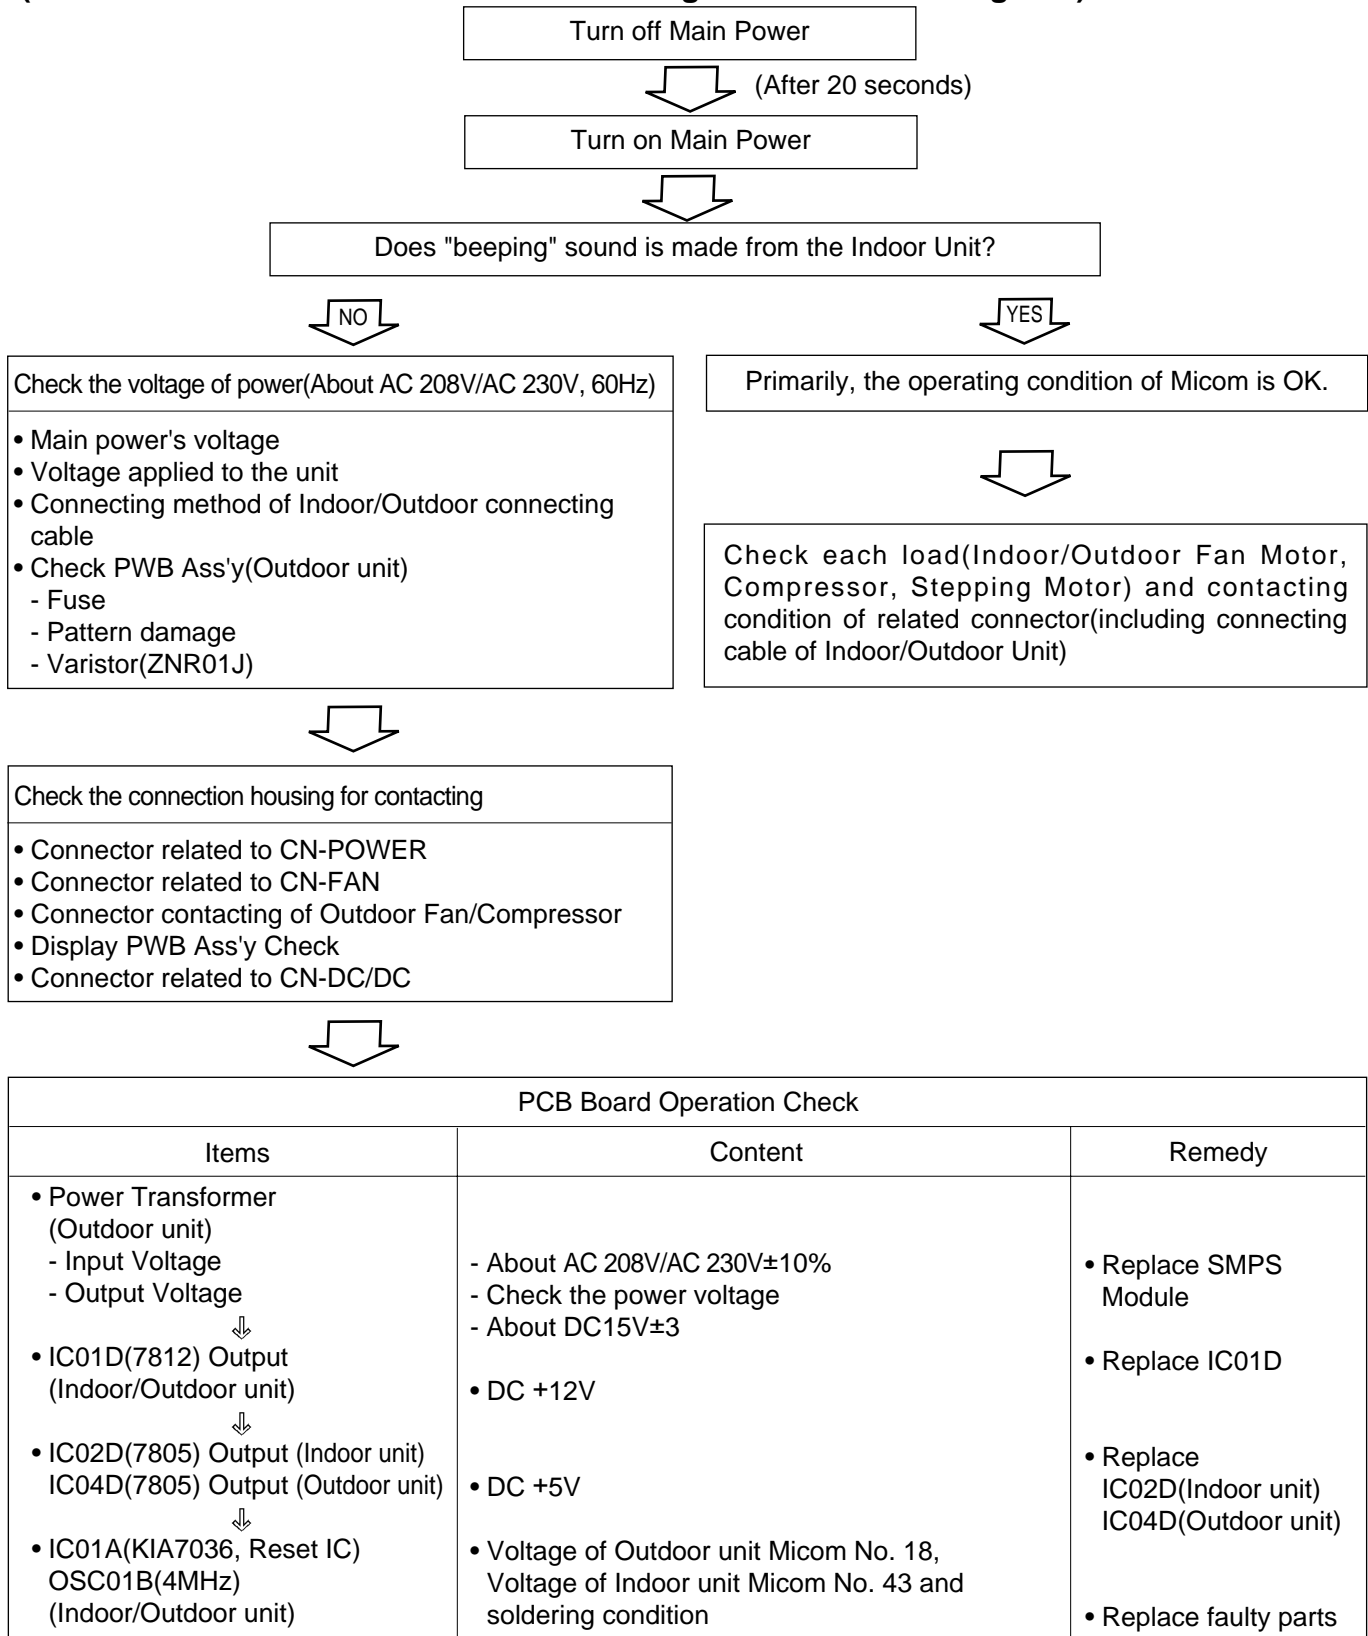 Turn off Main Power
(After 20 seconds)
Turn on Main Power
Does "beeping" sound is made from the Indoor Unit?
NO
YES
Check the voltage of power(About AC 208V/AC 230V, 60Hz)
• Main power's voltage
• Voltage applied to the unit
• Connecting method of Indoor/Outdoor connecting
cable
• Check PWB Ass'y(Outdoor unit)
- Fuse
- Pattern damage
- Varistor(ZNR01J)
Primarily, the operating condition of Micom is OK.
Check each load(Indoor/Outdoor Fan Motor,
Compressor, Stepping Motor) and contacting
condition of related connector(including connecting
cable of Indoor/Outdoor Unit)
Check the connection housing for contacting
• Connector related to CN-POWER
• Connector related to CN-FAN
• Connector contacting of Outdoor Fan/Compressor
• Display PWB Ass'y Check
• Connector related to CN-DC/DC
PCB Board Operation Check
Items
Content
Remedy
• Power Transformer
(Outdoor unit)
- Input Voltage
- Output Voltage
- About AC 208V/AC 230V±10%
- Check the power voltage
- About DC15V±3
• Replace SMPS
Module
• IC01D(7812) Output
(Indoor/Outdoor unit)
• DC +12V
• Replace IC01D
• IC02D(7805) Output (Indoor unit)
IC04D(7805) Output (Outdoor unit)
• DC +5V
• Replace
IC02D(Indoor unit)
IC04D(Outdoor unit)
• IC01A(KIA7036, Reset IC)
OSC01B(4MHz)
(Indoor/Outdoor unit)
• Voltage of Outdoor unit Micom No. 18,
Voltage of Indoor unit Micom No. 43 and
soldering condition
• Replace faulty parts